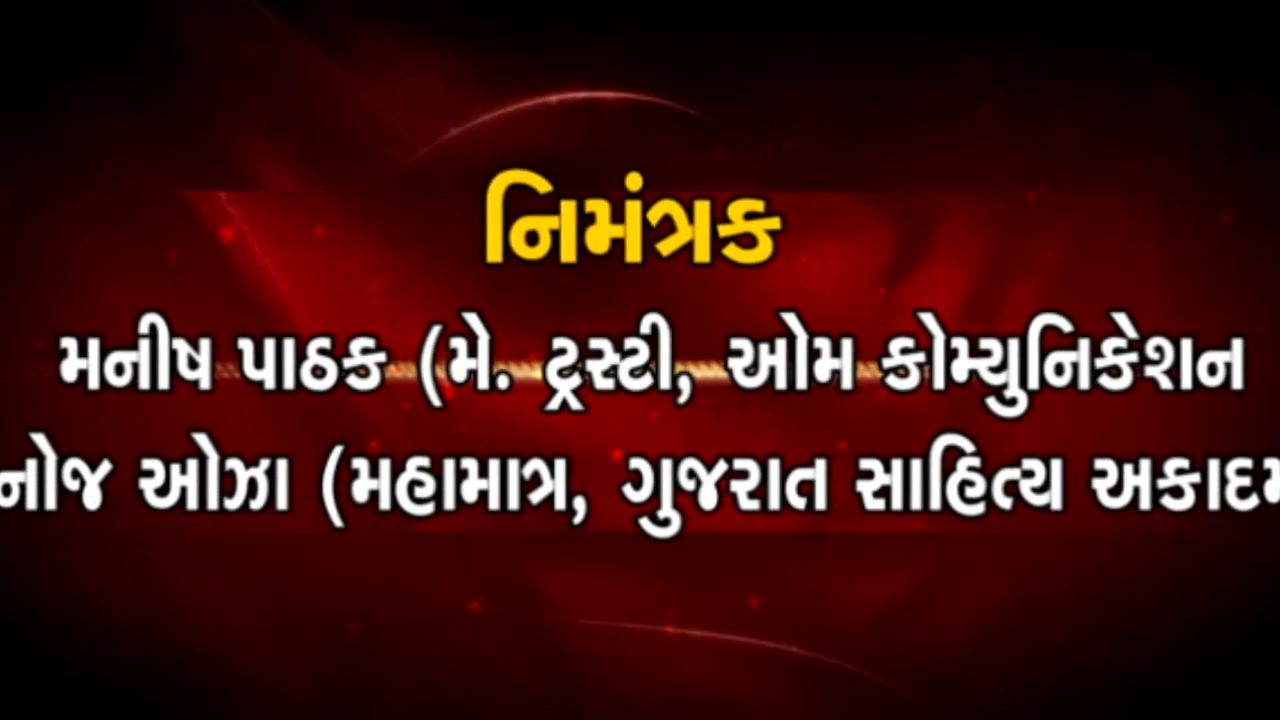 નિમંત્રક
મનીષ પાઠક (મે. ટ્રસ્ટી, ઓમ કોમ્યુનિકેશન
ઓઝા (મહામાત્ર, ગુજરાત સાહિત્ય